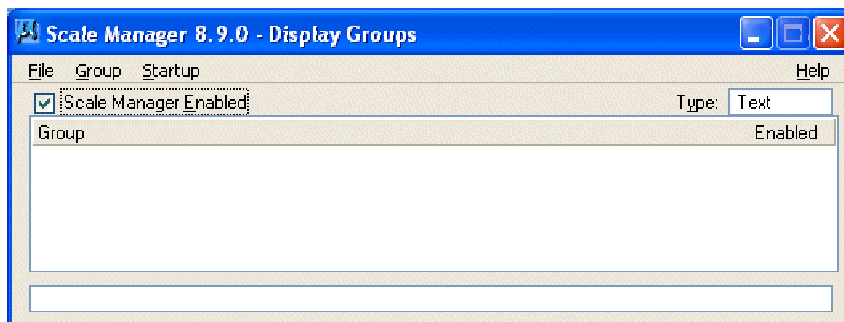 Scale Manager 8.9.0 - Display Groups
File Group Startup Help
Scale Manager Enabled Type: Text
Group Enabled